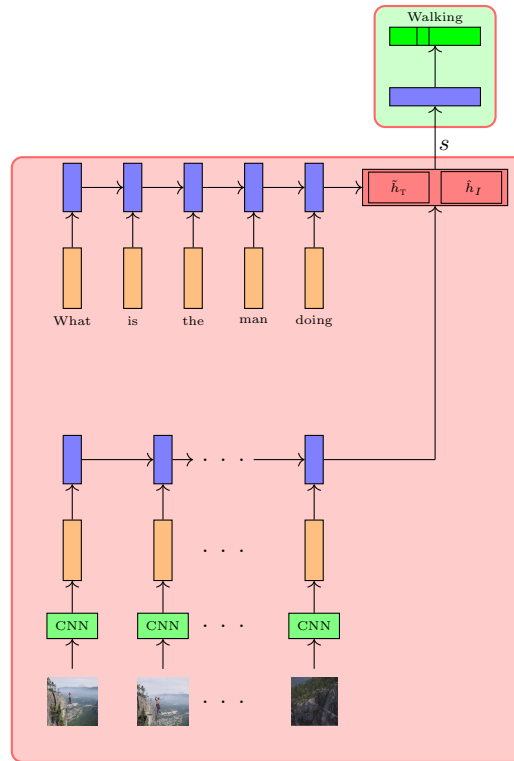 Walking
s
h̃_T ĥ_I
What is the man doing
. . .
. . .
CNN CNN . . . CNN
. . .